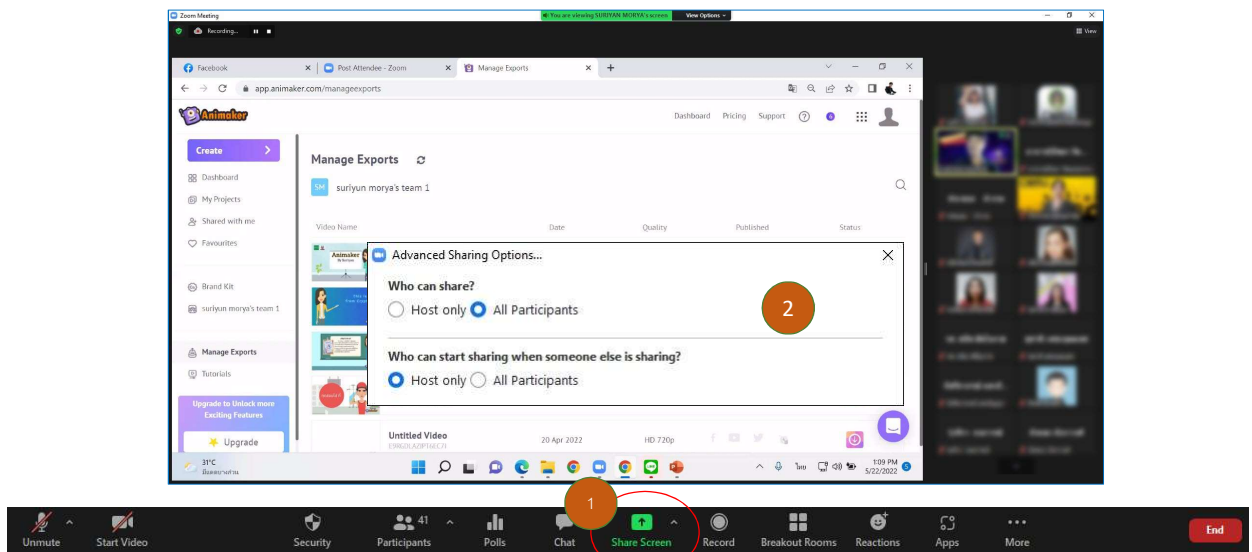 Zoom Meeting
You are viewing SURIYAN MORYA's screen View Options
Recording...
View
Facebook
Post Attendee - Zoom
Manage Exports
app.animaker.com/manageexports
Animaker
Dashboard Pricing Support
Create
Manage Exports
Dashboard
SM suriyun morya's team 1
My Projects
Shared with me
Video Name Date Quality Published Status
Favourites
Animaker
Advanced Sharing Options...
Who can share?
Host only All Participants
2
Brand Kit
suriyun morya's team 1
Who can start sharing when someone else is sharing?
Host only All Participants
Manage Exports
Tutorials
Upgrade to Unlock more
Exciting Features
Upgrade
Untitled Video
20 Apr 2022 HD 720p
31°C
ไทย
1:09 PM
5/22/2022
1
41
Unmute Start Video Security Participants Polls Chat Share Screen Record Breakout Rooms Reactions Apps More End